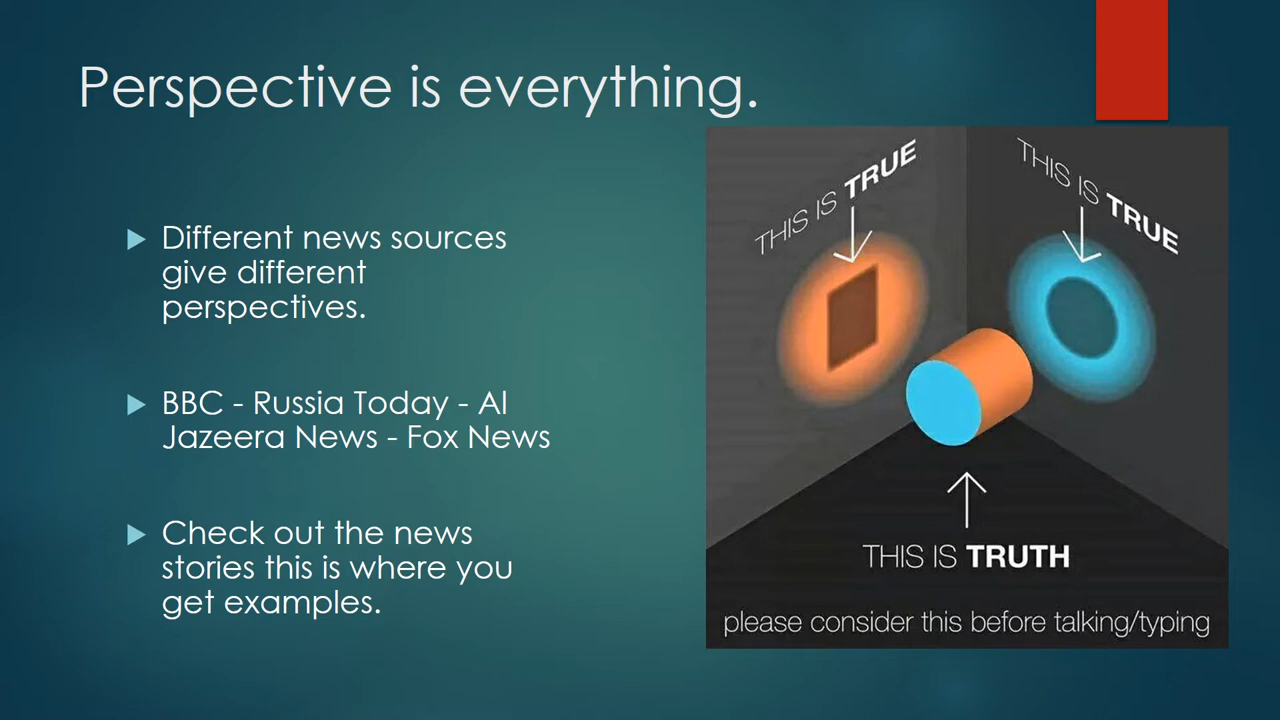 Perspective is everything.
Different news sources
give different
perspectives.
BBC - Russia Today - Al
Jazeera News - Fox News
Check out the news
stories this is where you
get examples.
THIS IS TRUE
THIS IS TRUE
THIS IS TRUTH
please consider this before talking/typing